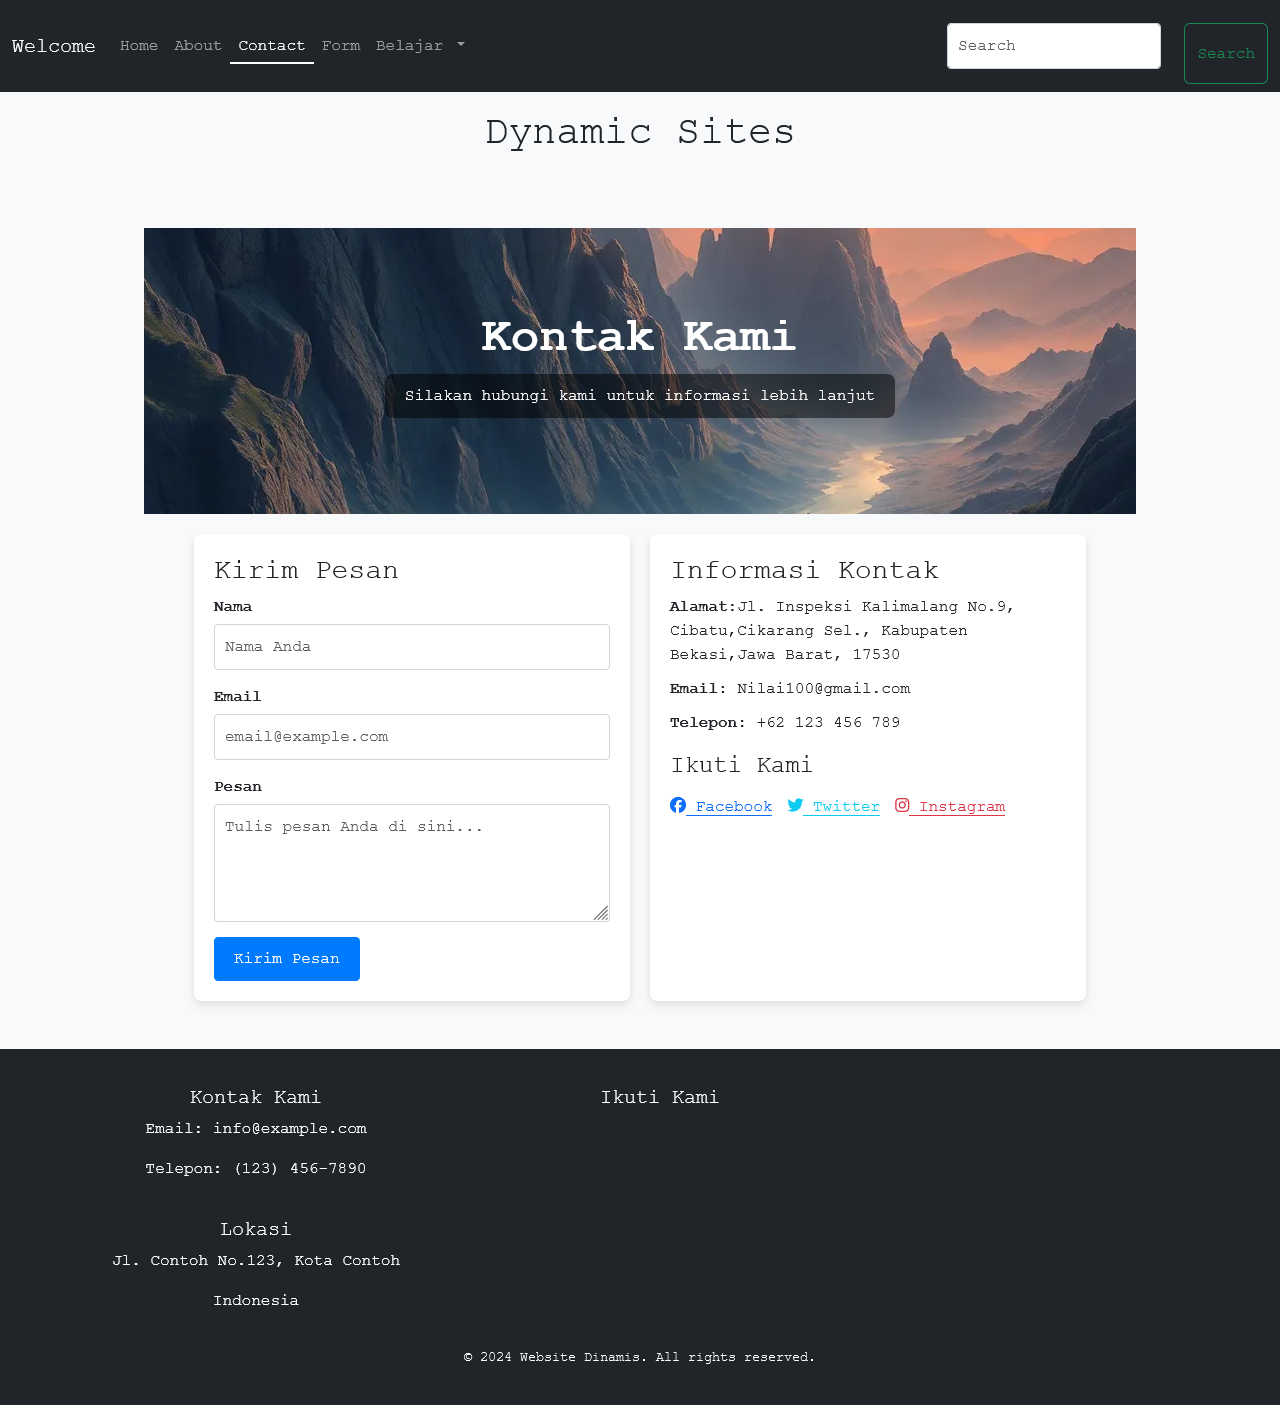 Welcome Home About Contact Form Belajar Search Search
Dynamic Sites
Kontak Kami
Silakan hubungi kami untuk informasi lebih lanjut
Kirim Pesan
Nama
Nama Anda
Email
email@example.com
Pesan
Tulis pesan Anda di sini...
Kirim Pesan
Informasi Kontak
Alamat:Jl. Inspeksi Kalimalang No.9,
Cibatu,Cikarang Sel., Kabupaten
Bekasi,Jawa Barat, 17530
Email: Nilai100@gmail.com
Telepon: +62 123 456 789
Ikuti Kami
Facebook Twitter Instagram
Kontak Kami
Email: info@example.com
Telepon: (123) 456-7890
Ikuti Kami
Lokasi
Jl. Contoh No.123, Kota Contoh
Indonesia
© 2024 Website Dinamis. All rights reserved.